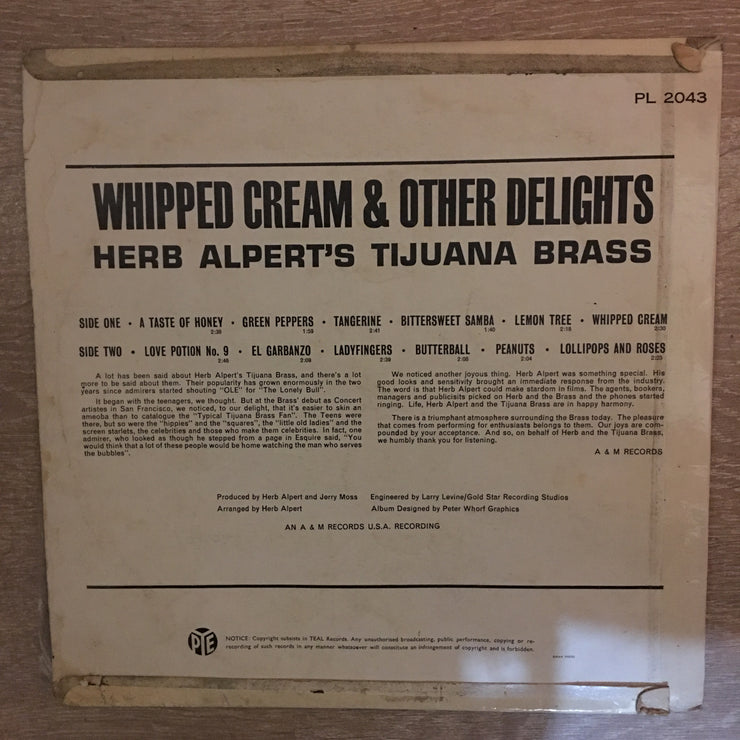 PL 2043
WHIPPED CREAM & OTHER DELIGHTS
HERB ALPERT'S TIJUANA BRASS
SIDE ONE • A TASTE OF HONEY • GREEN PEPPERS • TANGERINE • BITTERSWEET SAMBA • LEMON TREE • WHIPPED CREAM
2:38 1:59 2:41 1:40 2:18 2:30
SIDE TWO • LOVE POTION No. 9 • EL GARBANZO • LADYFINGERS • BUTTERBALL • PEANUTS • LOLLIPOPS AND ROSES
2:46 2:09 2:39 2:08 2:04 2:25
A lot has been said about Herb Alpert's Tijuana Brass, and there's a lot
more to be said about them. Their popularity has grown enormously in the two
years since admirers started shouting "OLE" for "The Lonely Bull".
It began with the teenagers, we thought. But at the Brass' debut as Concert
artistes in San Francisco, we noticed, to our delight, that it's easier to skin an
ameoba than to catalogue the "Typical Tijuana Brass Fan". The Teens were
there, but so were the "hippies" and the "squares", the "little old ladies" and the
screen starlets, the celebrities and those who make them celebrities. In fact, one
admirer, who looked as though he stepped from a page in Esquire said, "You
would think that a lot of these people would be home watching the man who serves
the bubbles".
We noticed another joyous thing. Herb Alpert was something special. His
good looks and sensitivity brought an immediate response from the industry.
The word is that Herb Alpert could make stardom in films. The agents, bookers,
managers and publicisits picked on Herb and the Brass and the phones started
ringing. Life, Herb Alpert and the Tijuana Brass are in happy harmony.
There is a triumphant atmosphere surrounding the Brass today. The pleasure
that comes from performing for enthusiasts belongs to them. Our joys are com-
pounded by your acceptance. And so, on behalf of Herb and the Tijuana Brass,
we humbly thank you for listening.
A & M RECORDS
Produced by Herb Alpert and Jerry Moss Engineered by Larry Levine/Gold Star Recording Studios
Arranged by Herb Alpert Album Designed by Peter Whorf Graphics
AN A & M RECORDS U.S.A. RECORDING
PYE
NOTICE: Copyright subsists in TEAL Records. Any unauthorised broadcasting, public performance, copying or re-
recording of such records in any manner whatsoever will constitute an infringement of copyright and is forbidden.